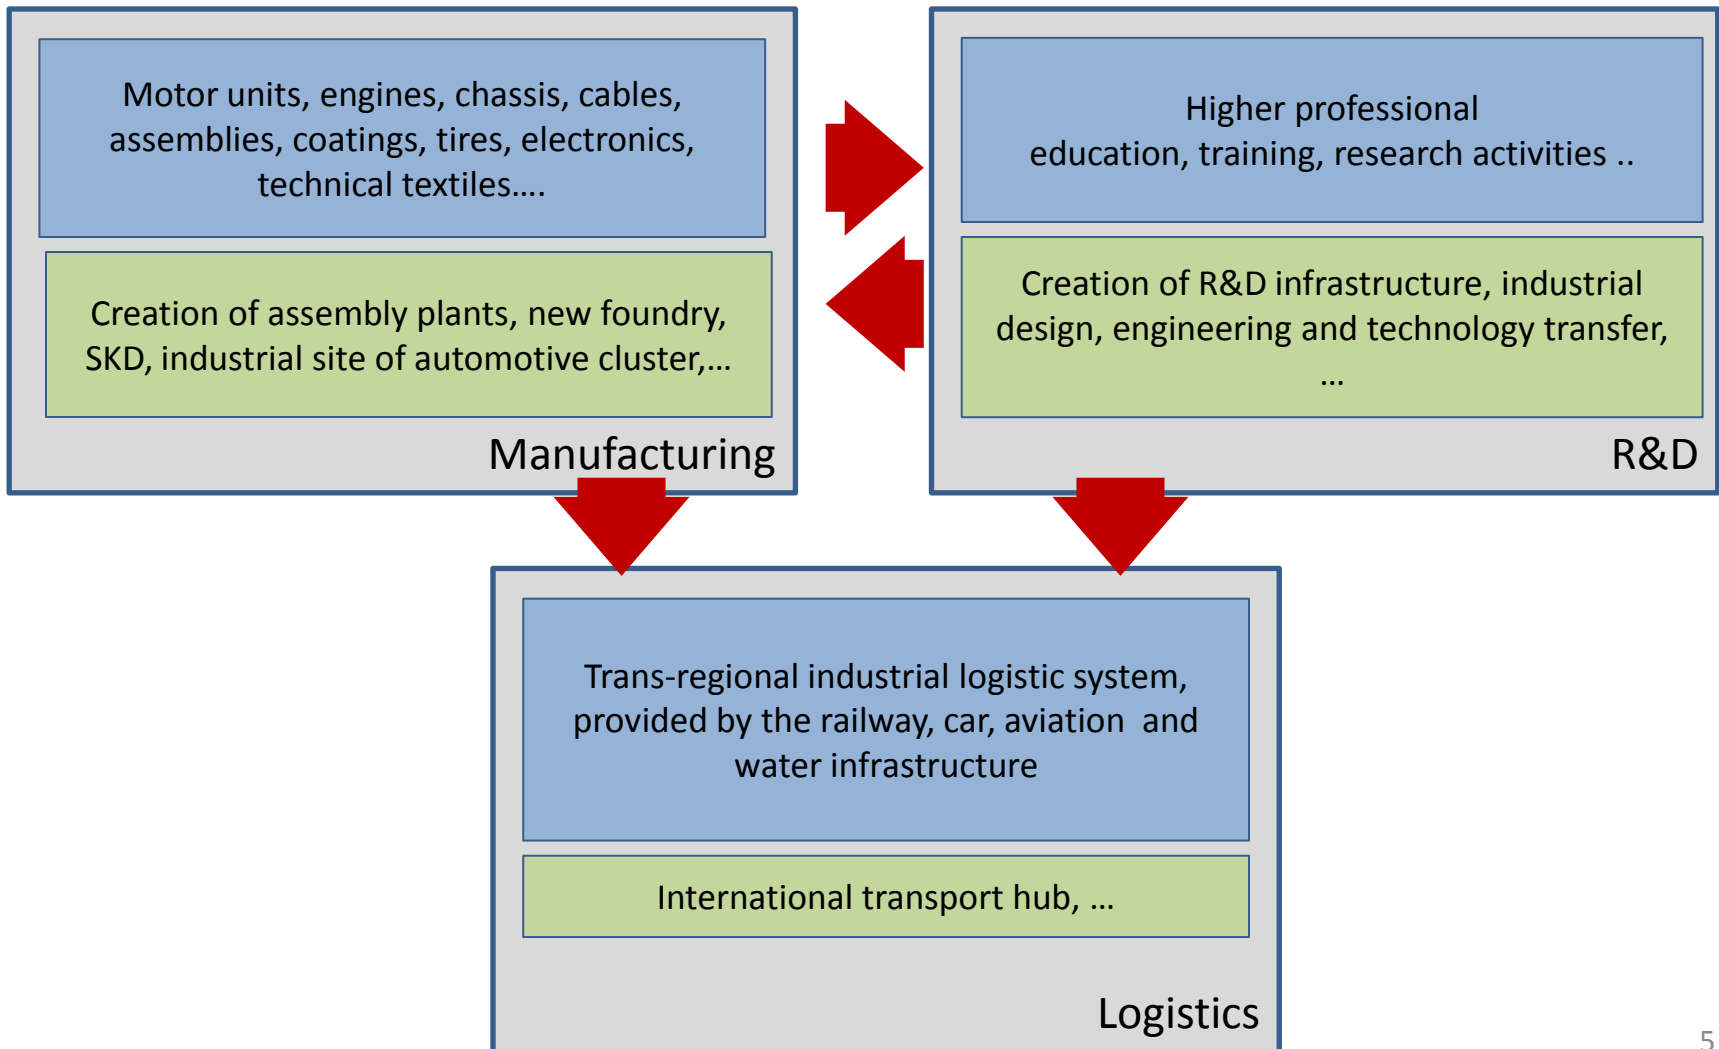 Motor units, engines, chassis, cables,
assemblies, coatings, tires, electronics,
technical textiles….
Creation of assembly plants, new foundry,
SKD, industrial site of automotive cluster,…
Manufacturing
Higher professional
education, training, research activities ..
Creation of R&D infrastructure, industrial
design, engineering and technology transfer,
…
R&D
Trans-regional industrial logistic system,
provided by the railway, car, aviation  and
water infrastructure
International transport hub, …
Logistics
5